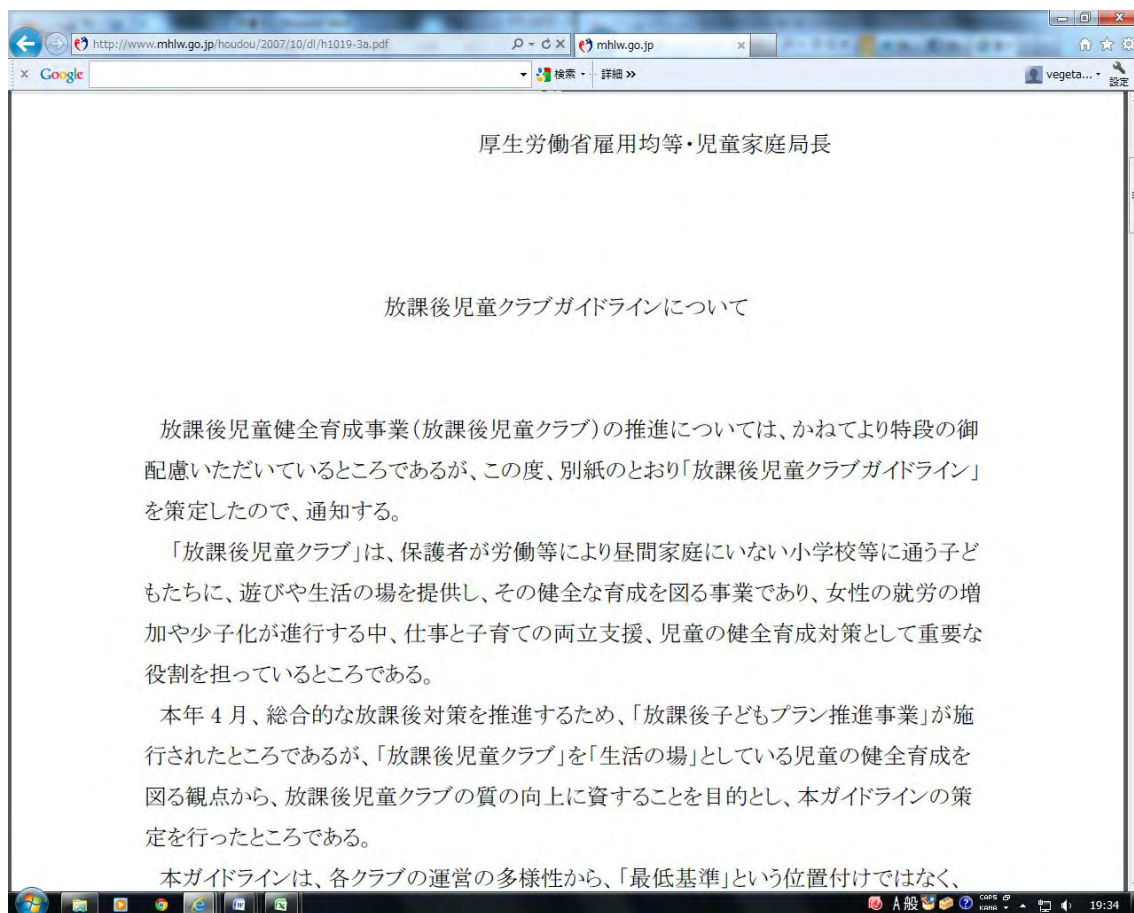 http://www.mhlw.go.jp/houdou/2007/10/dl/h1019-3a.pdf
mhlw.go.jp
x Google 検索 詳細 » vegeta... 設定
厚生労働省雇用均等・児童家庭局長
放課後児童クラブガイドラインについて
放課後児童健全育成事業(放課後児童クラブ)の推進については、かねてより特段の御
配慮いただいているところであるが、この度、別紙のとおり「放課後児童クラブガイドライン」
を策定したので、通知する。
「放課後児童クラブ」は、保護者が労働等により昼間家庭にいない小学校等に通う子ど
もたちに、遊びや生活の場を提供し、その健全な育成を図る事業であり、女性の就労の増
加や少子化が進行する中、仕事と子育ての両立支援、児童の健全育成対策として重要な
役割を担っているところである。
本年 4 月、総合的な放課後対策を推進するため、「放課後子どもプラン推進事業」が施
行されたところであるが、「放課後児童クラブ」を「生活の場」としている児童の健全育成を
図る観点から、放課後児童クラブの質の向上に資することを目的とし、本ガイドラインの策
定を行ったところである。
本ガイドラインは、各クラブの運営の多様性から、「最低基準」という位置付けではなく、
A 般 CAPS KANA 19:34